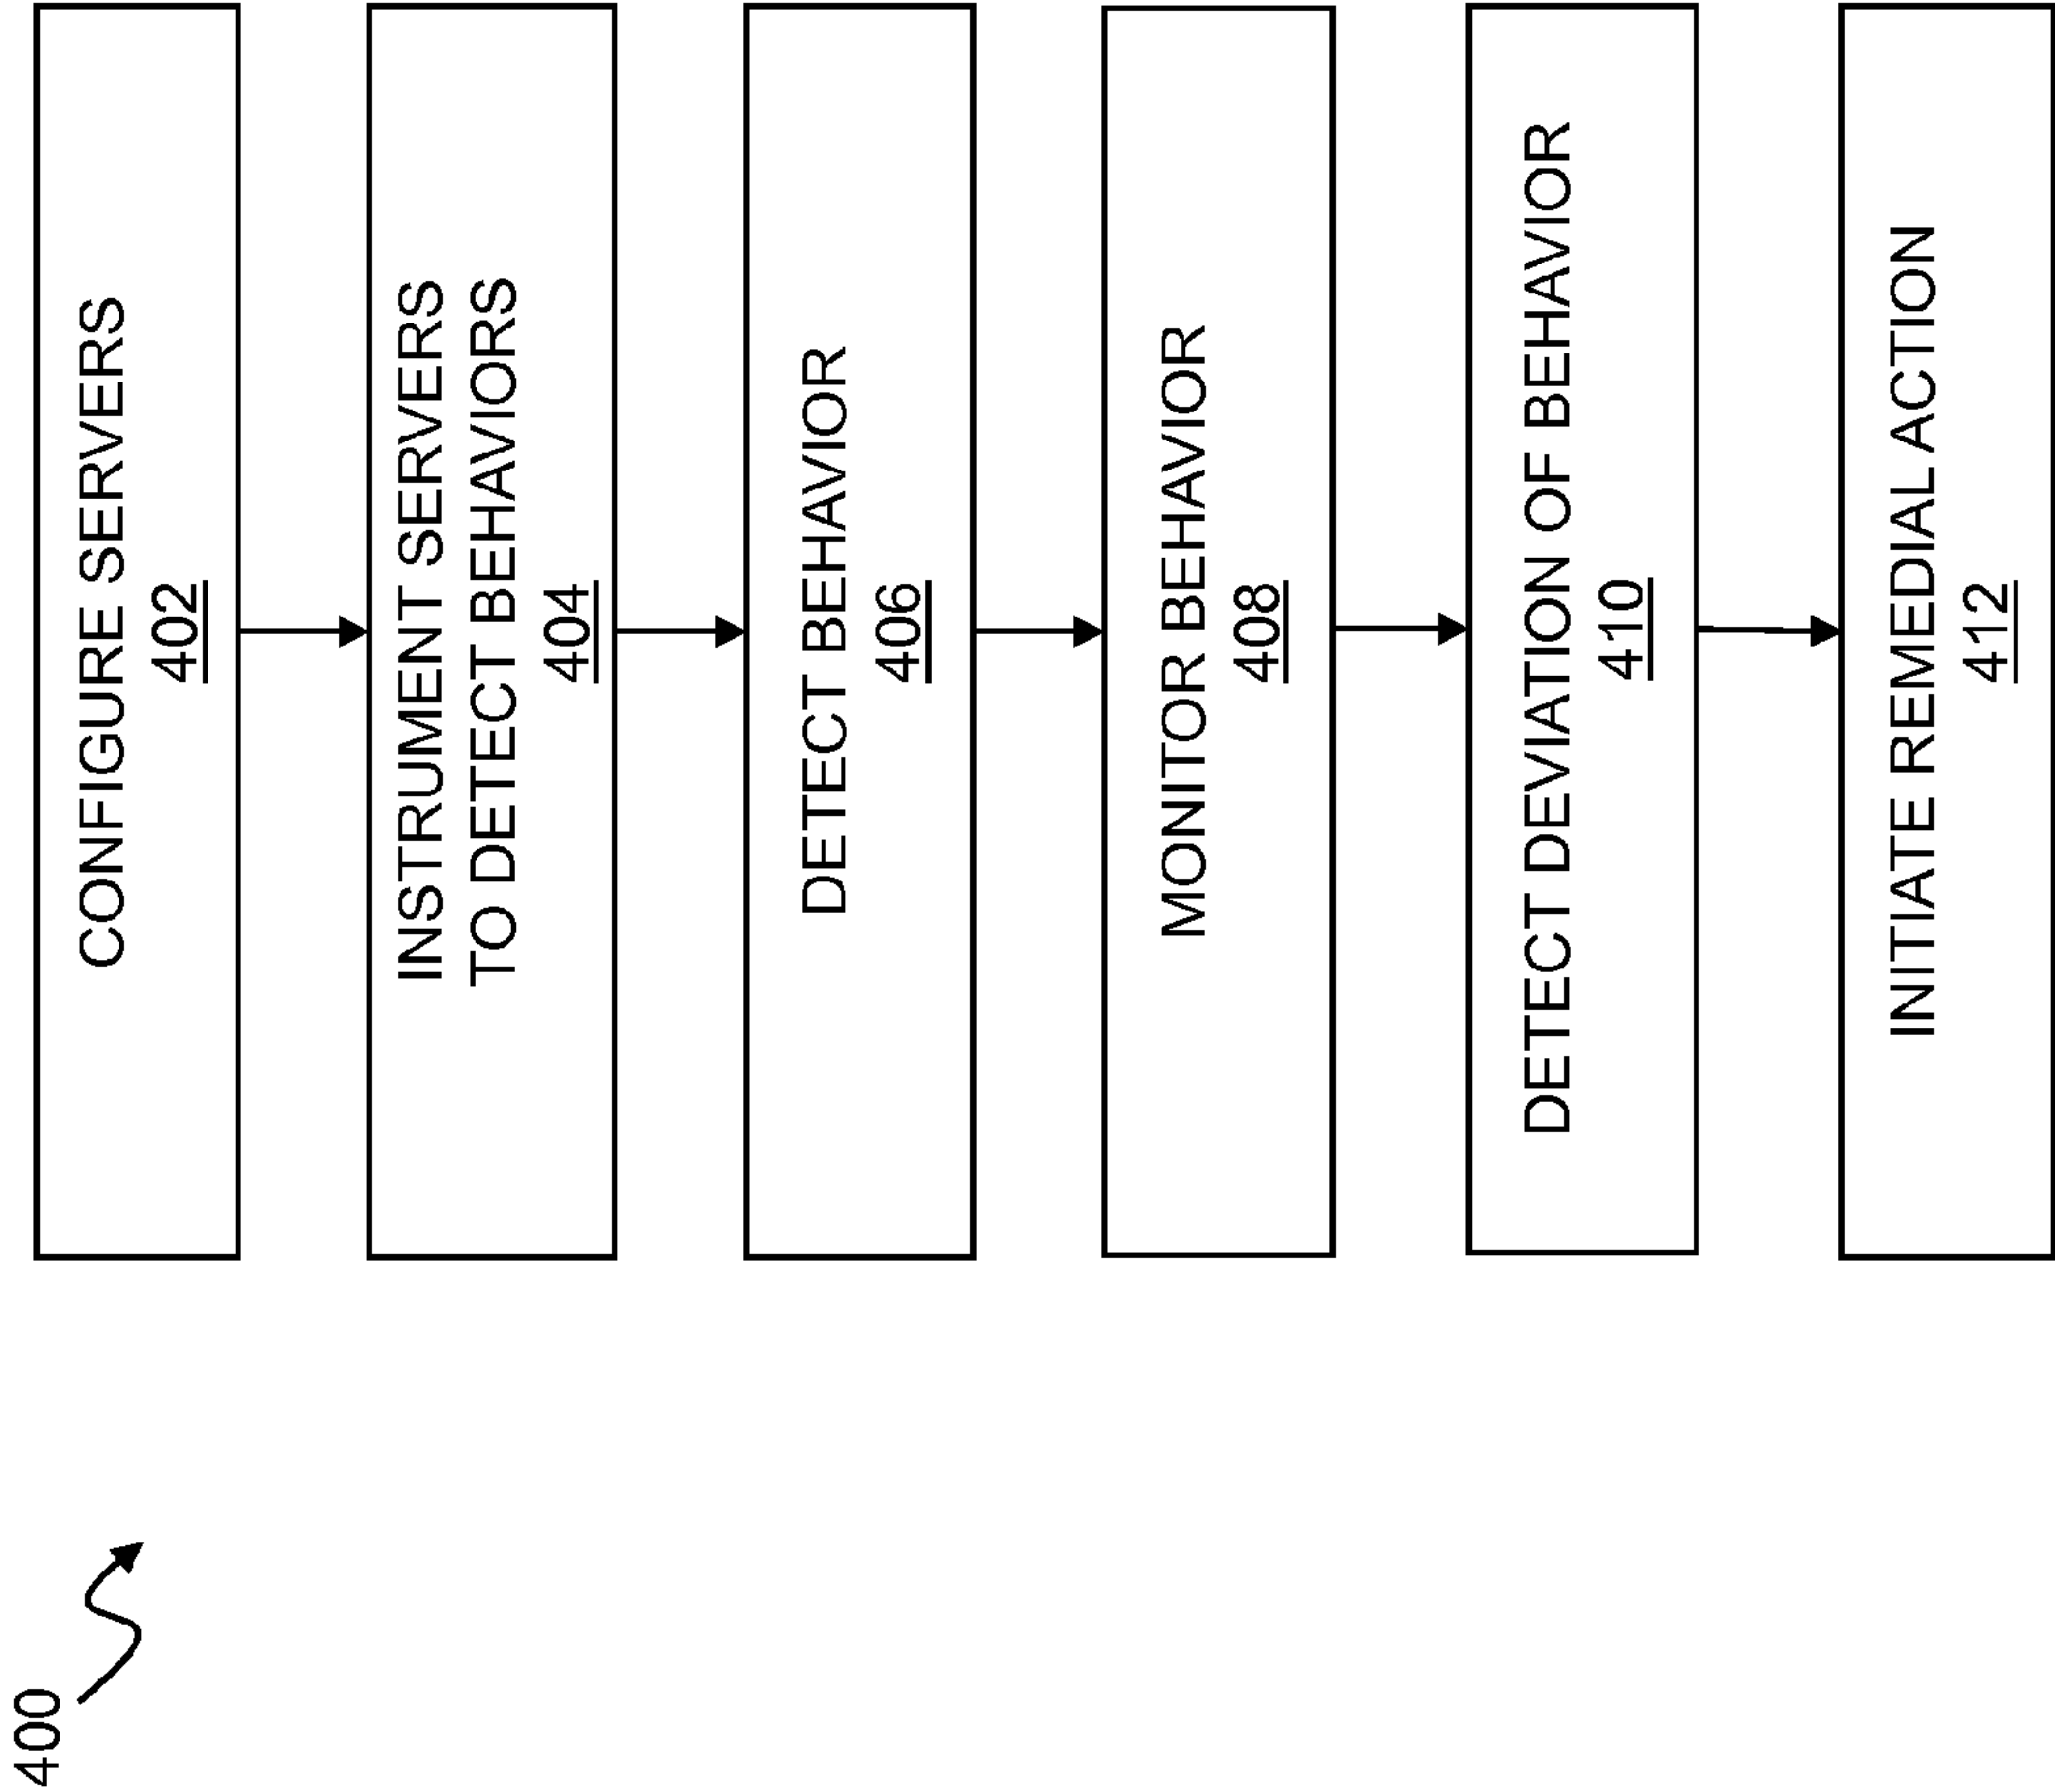 400
CONFIGURE SERVERS
402
INSTRUMENT SERVERS
TO DETECT BEHAVIORS
404
DETECT BEHAVIOR
406
MONITOR BEHAVIOR
408
DETECT DEVIATION OF BEHAVIOR
410
INITIATE REMEDIAL ACTION
412